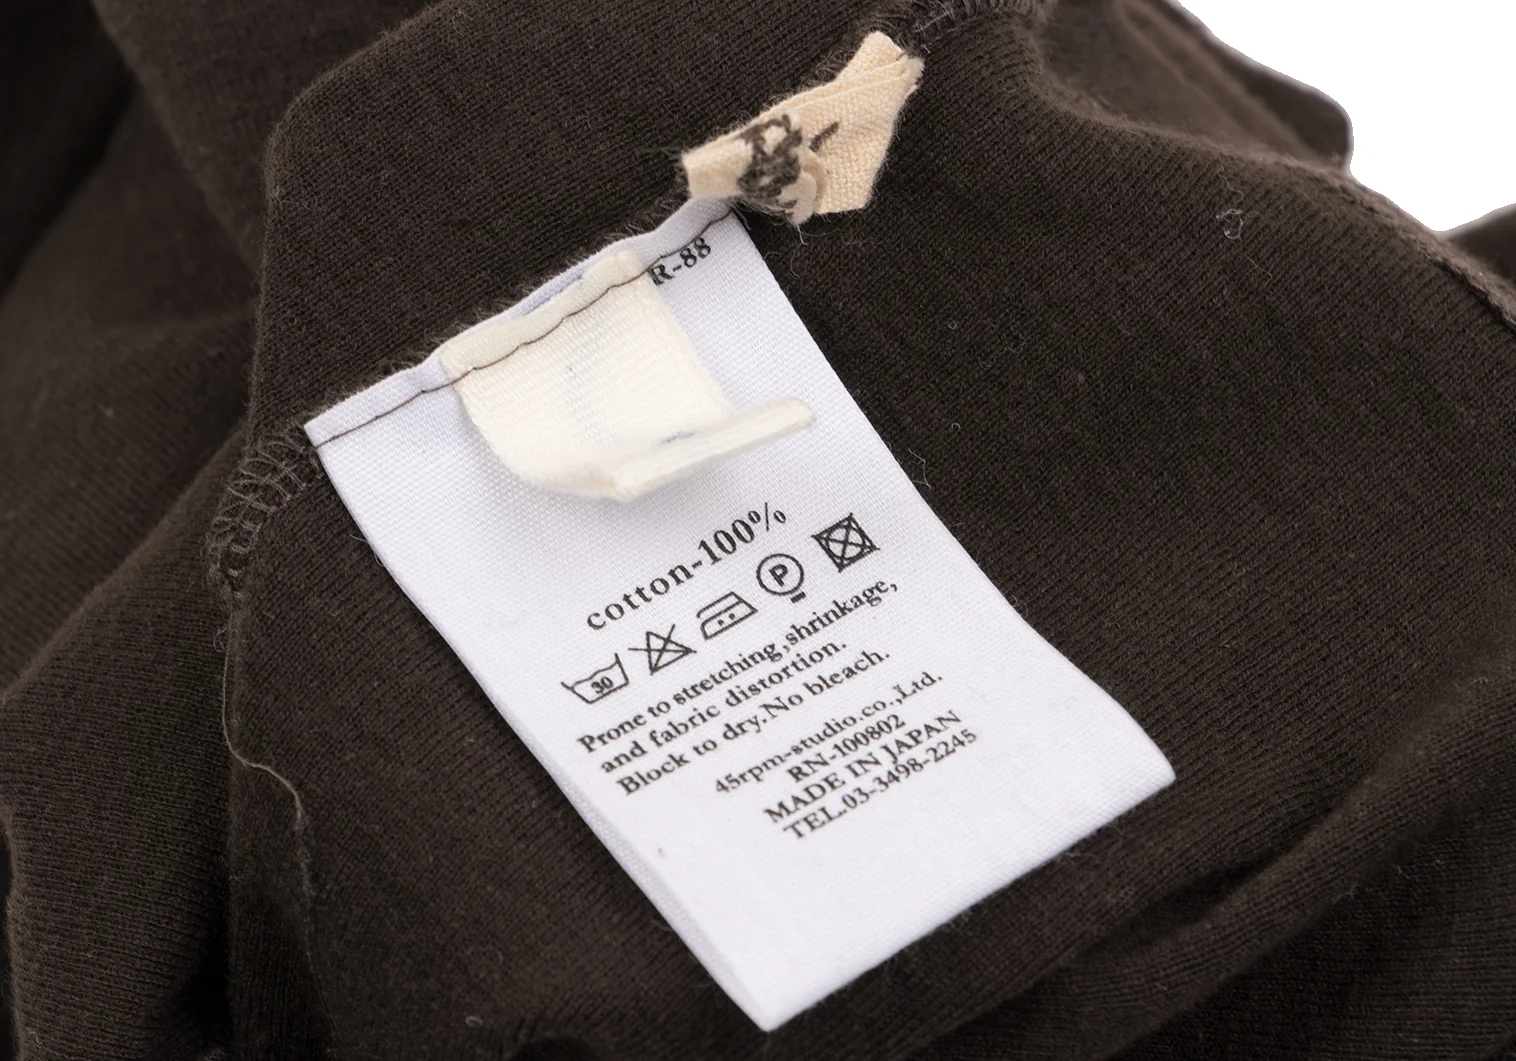 R-88
cotton-100%
30
P
Prone to stretching,shrinkage,
and fabric distortion.
Block to dry.No bleach.
45rpm-studio.co.,Ltd.
RN-100802
MADE IN JAPAN
TEL.03-3498-2245